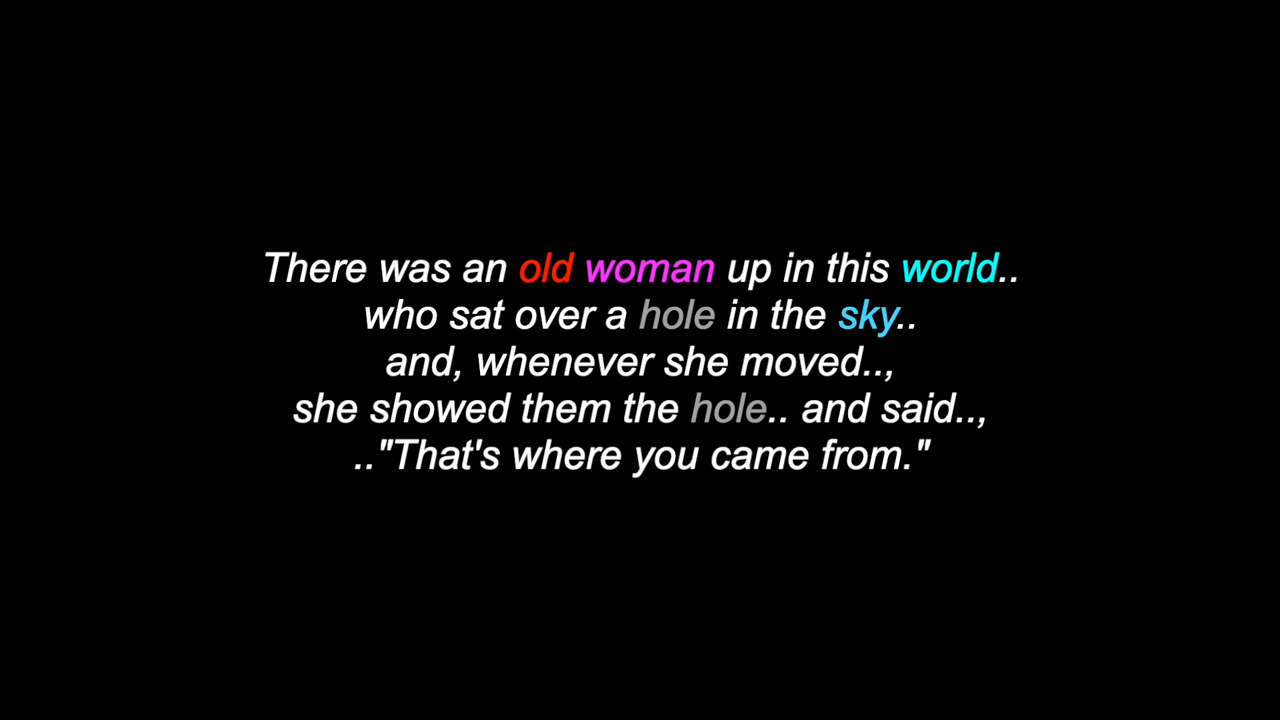 There was an old woman up in this world..
who sat over a hole in the sky..
and, whenever she moved..,
she showed them the hole.. and said..,
.."That's where you came from."